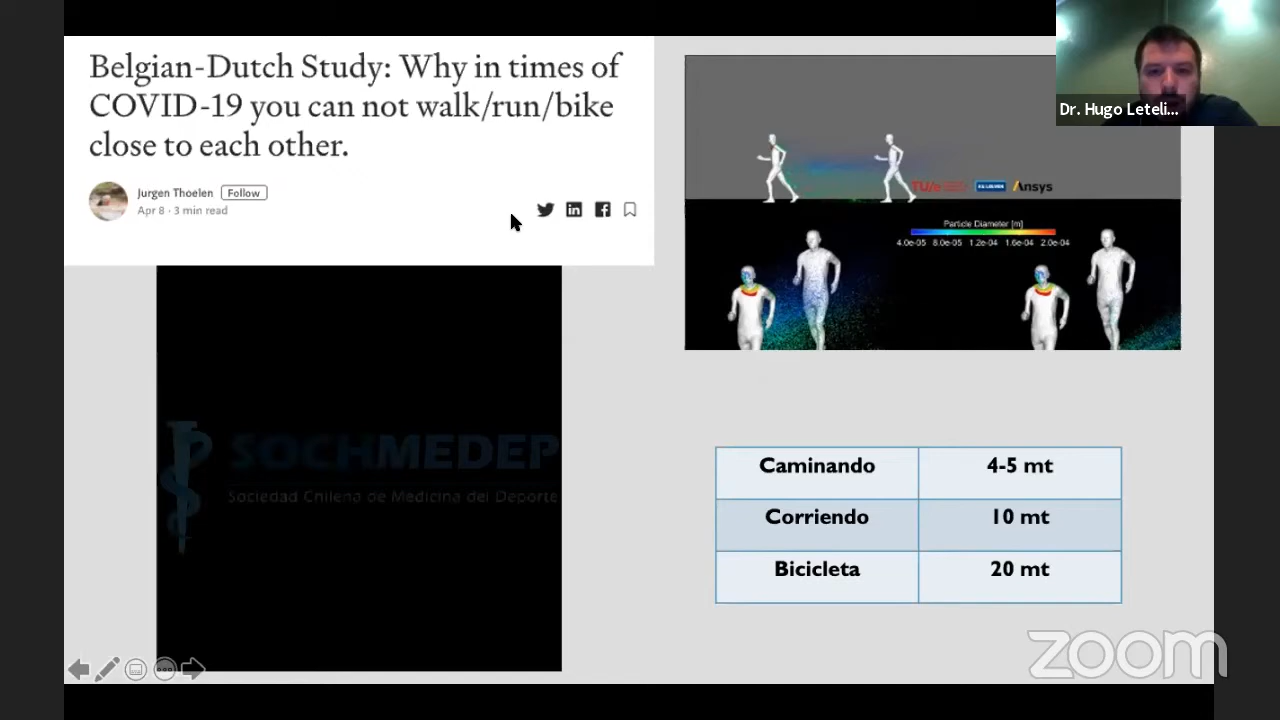 Belgian-Dutch Study: Why in times of
COVID-19 you can not walk/run/bike
close to each other.
Jurgen Thoelen
Follow
Apr 8 · 3 min read
Dr. Hugo Leteli...
TU/e
KU LEUVEN
Ansys
Particle Diameter [m]
4.0e-05 8.0e-05 1.2e-04 1.6e-04 2.0e-04
SOCHMEDEP
Sociedad Chilena de Medicina del Deporte
Caminando 4-5 mt
Corriendo 10 mt
Bicicleta 20 mt
zoom